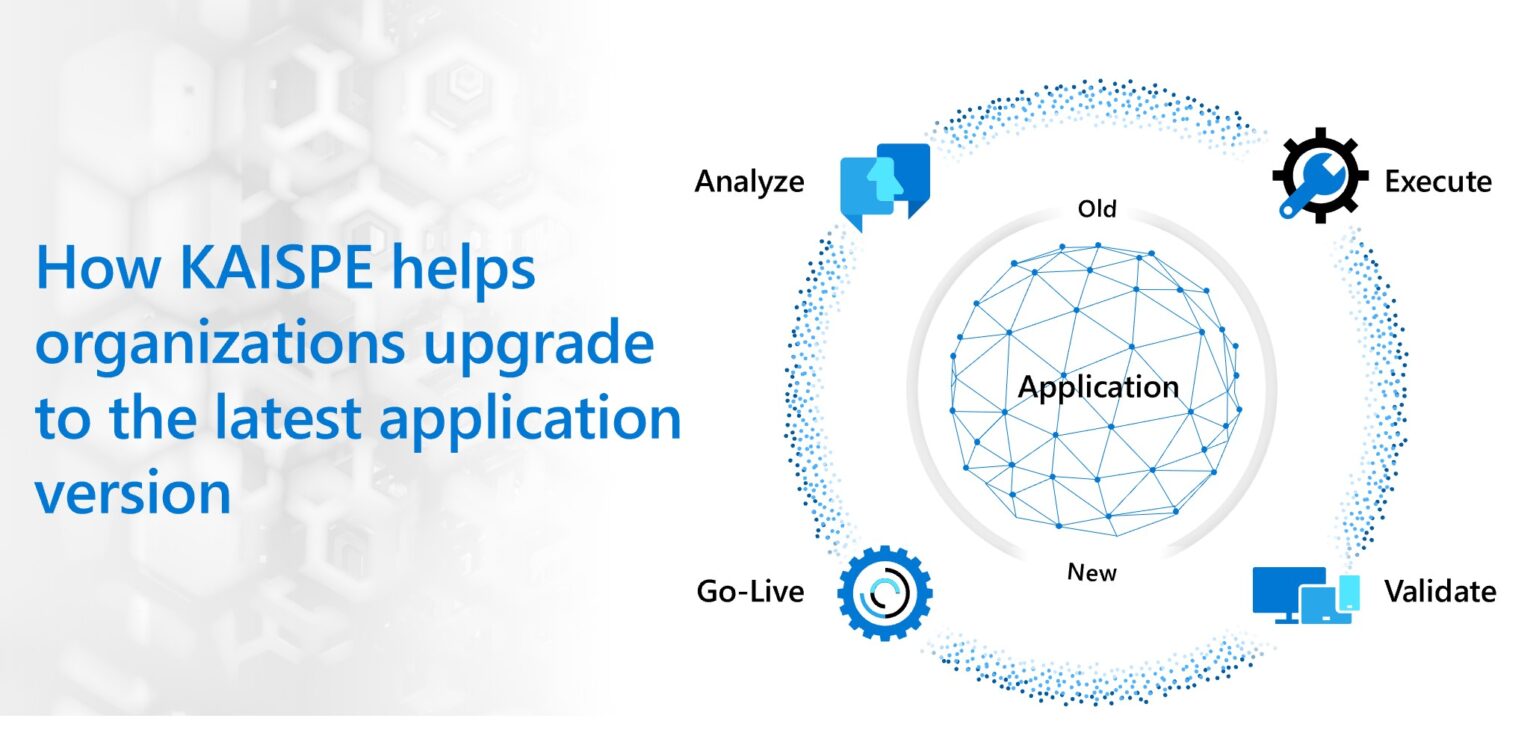 How KAISPE helps
organizations upgrade
to the latest application
version
Analyze
Execute
Old
Application
New
Go-Live
Validate